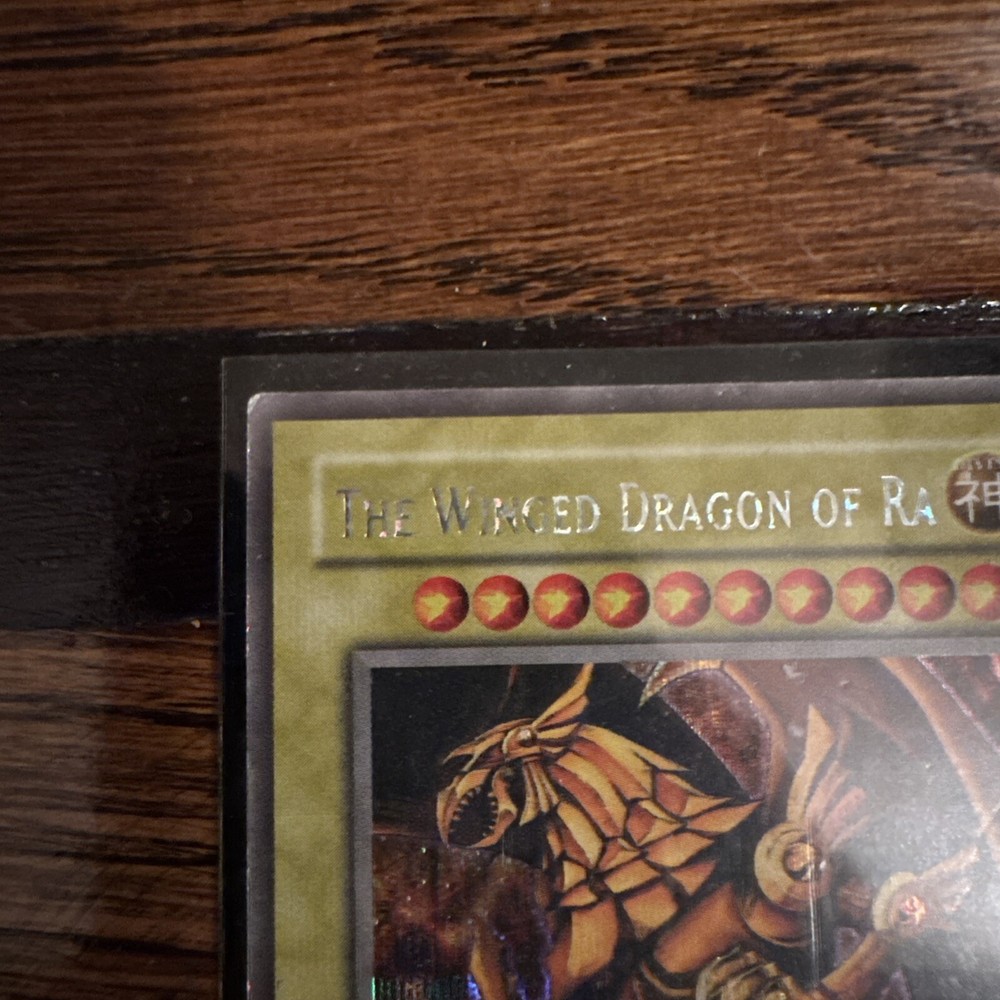 The Winged Dragon of Ra 神